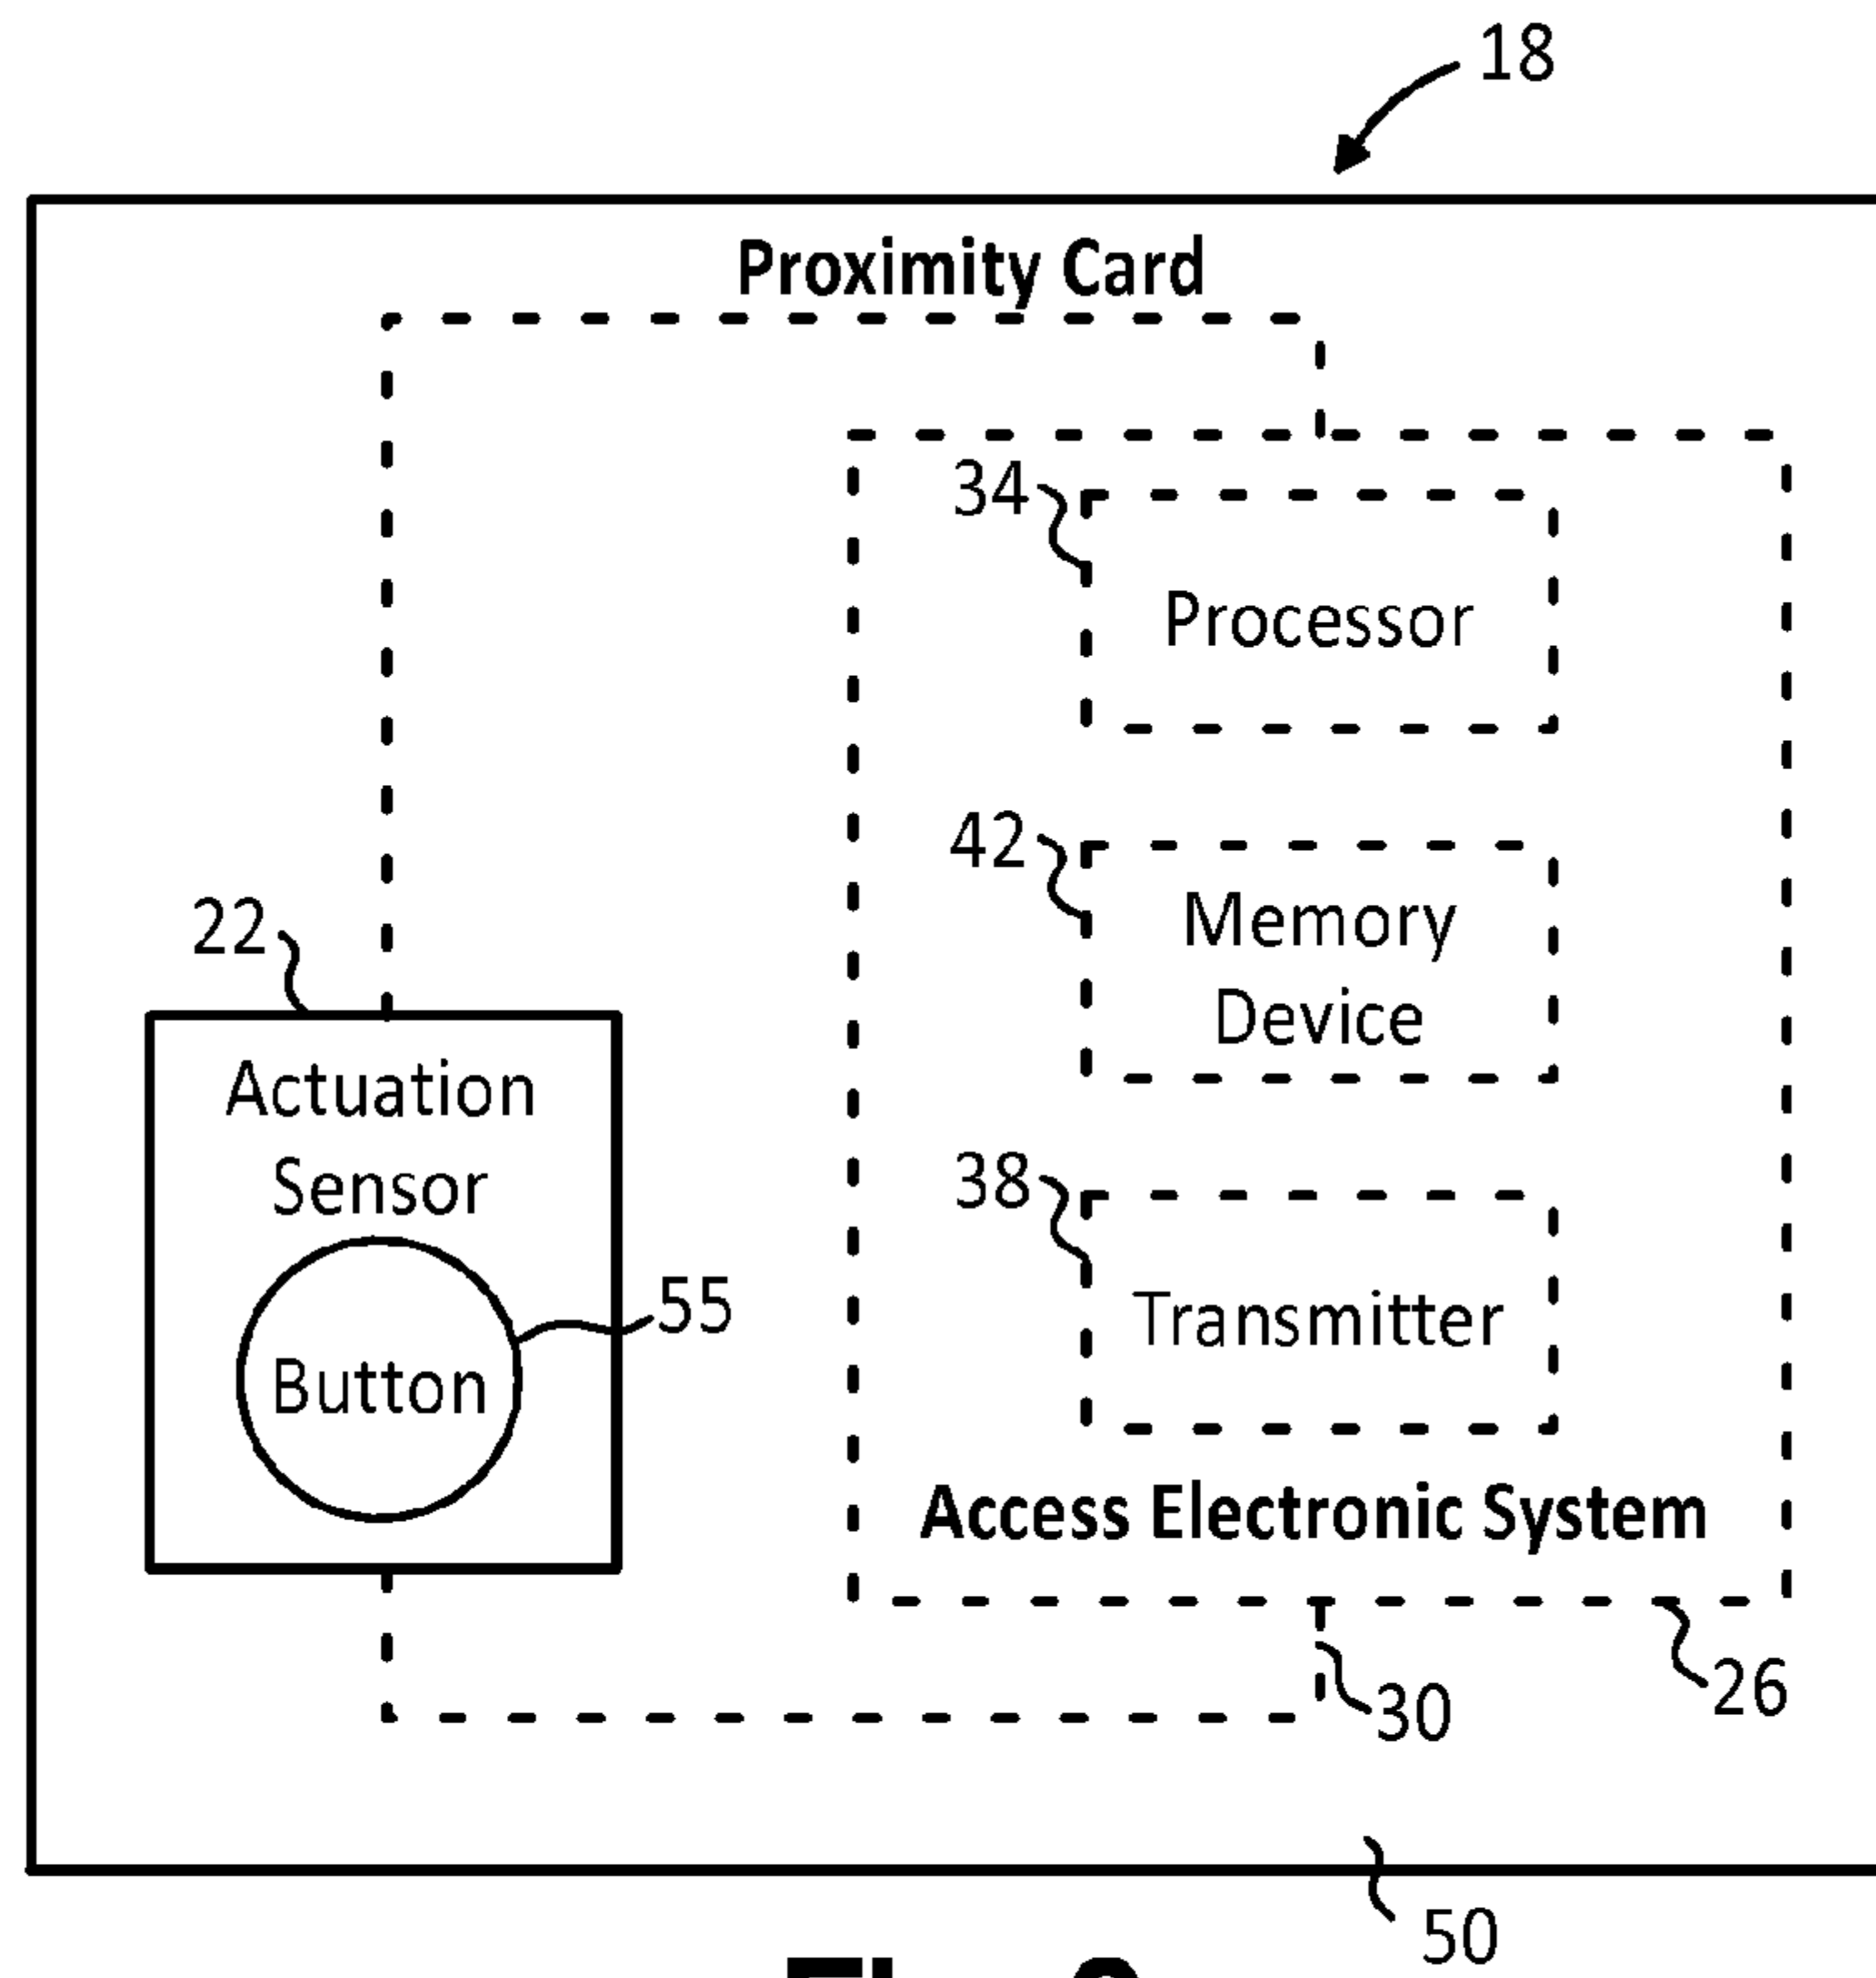 18
Proximity Card
34
Processor
42
Memory
Device
22
Actuation
Sensor
38
Transmitter
55
Button
Access Electronic System
26
30
50